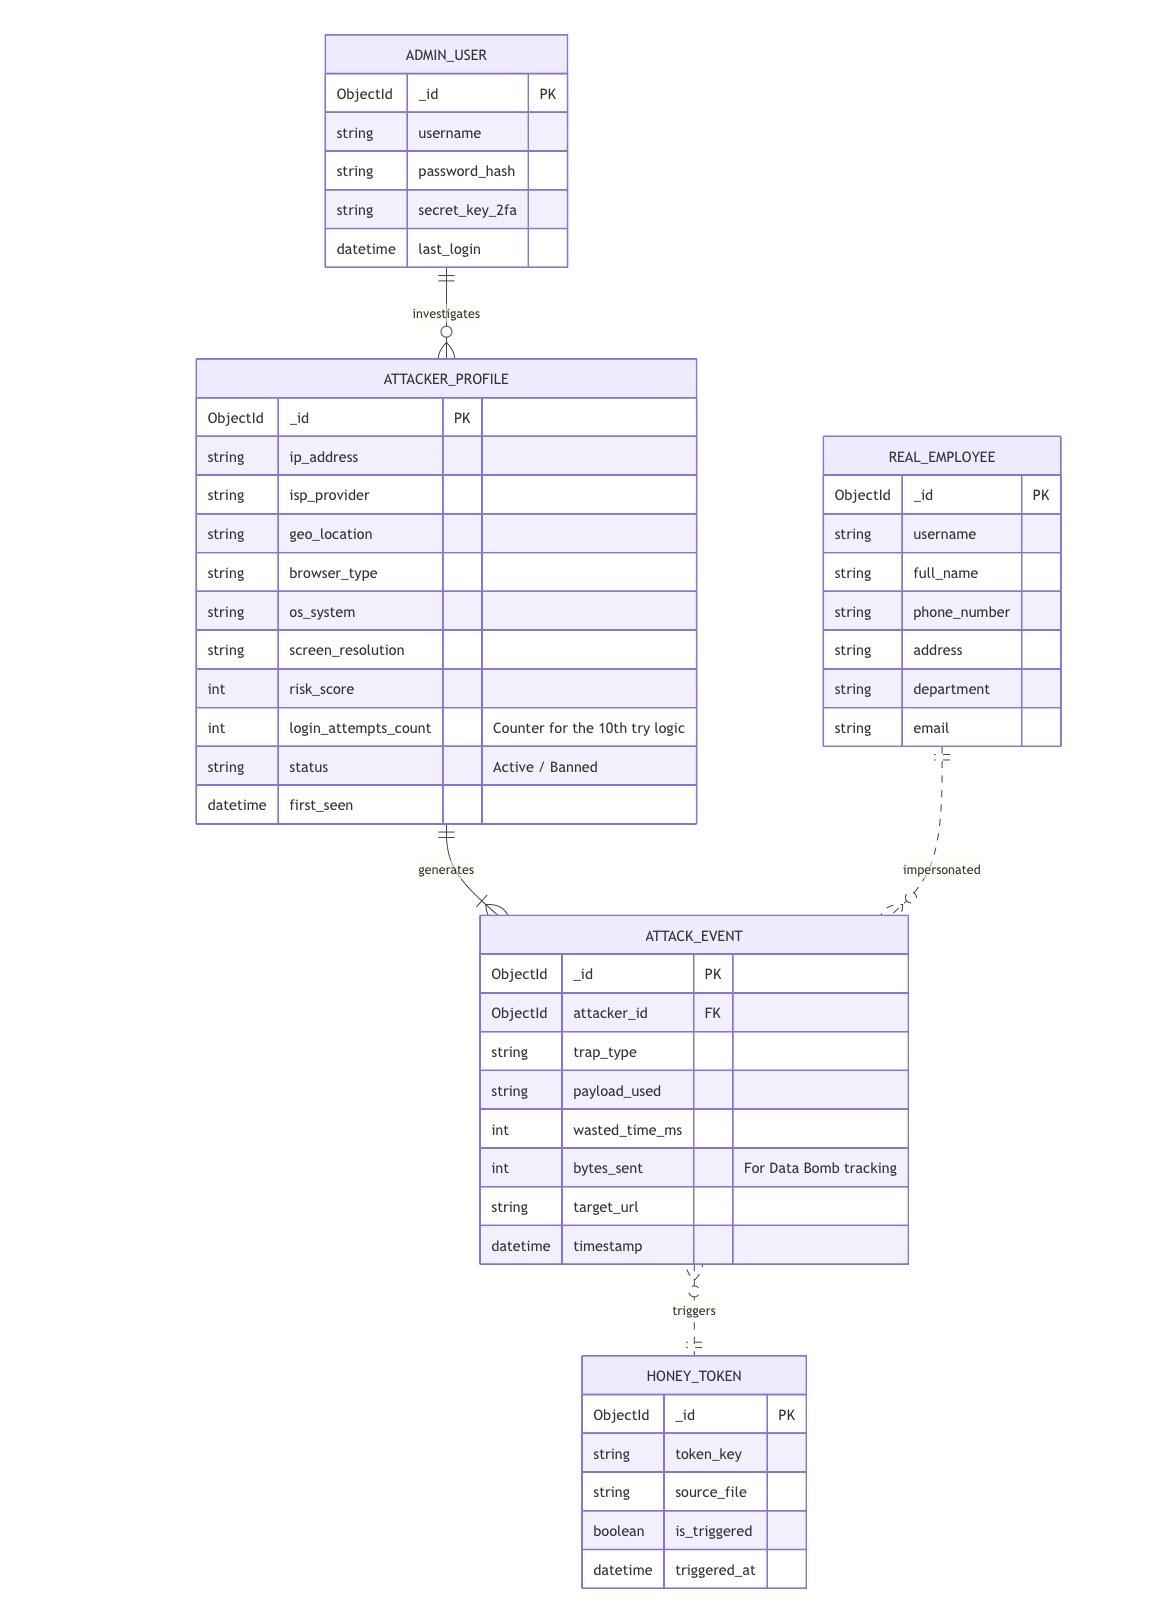 ADMIN_USER
ObjectId _id PK
string username
string password_hash
string secret_key_2fa
datetime last_login
investigates
ATTACKER_PROFILE
ObjectId _id PK
string ip_address
string isp_provider
string geo_location
string browser_type
string os_system
string screen_resolution
int risk_score
int login_attempts_count Counter for the 10th try logic
string status Active / Banned
datetime first_seen
REAL_EMPLOYEE
ObjectId _id PK
string username
string full_name
string phone_number
string address
string department
string email
generates
impersonated
ATTACK_EVENT
ObjectId _id PK
ObjectId attacker_id FK
string trap_type
string payload_used
int wasted_time_ms
int bytes_sent For Data Bomb tracking
string target_url
datetime timestamp
triggers
HONEY_TOKEN
ObjectId _id PK
string token_key
string source_file
boolean is_triggered
datetime triggered_at